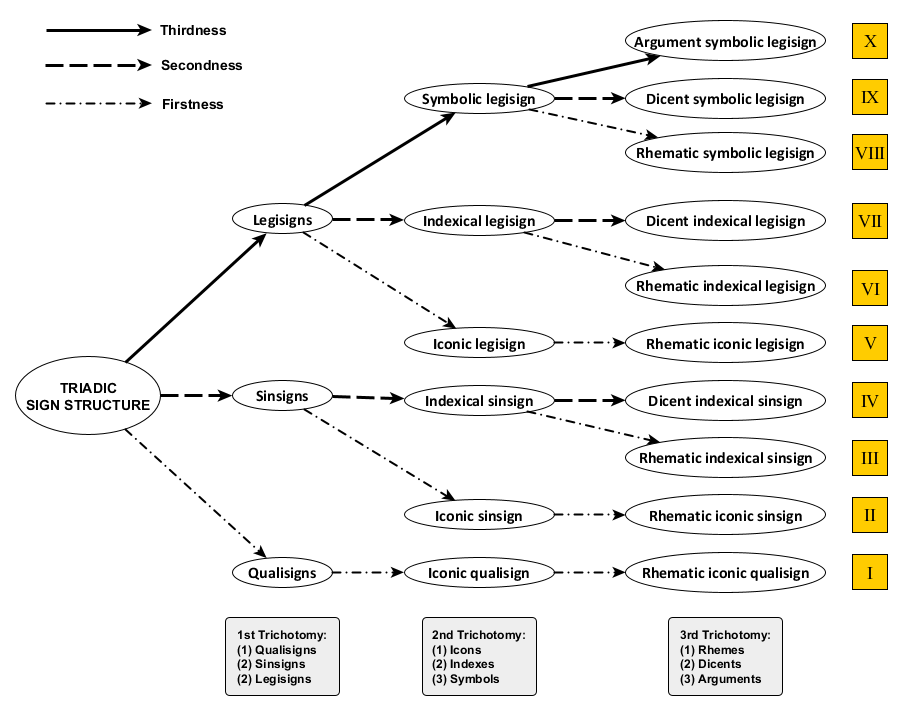 Thirdness
Secondness
Firstness
Argument symbolic legisign
X
Symbolic legisign
Dicent symbolic legisign
IX
Rhematic symbolic legisign
VIII
Legisigns
Indexical legisign
Dicent indexical legisign
VII
Rhematic indexical legisign
VI
Iconic legisign
Rhematic iconic legisign
V
TRIADIC
SIGN STRUCTURE
Sinsigns
Indexical sinsign
Dicent indexical sinsign
IV
Rhematic indexical sinsign
III
Iconic sinsign
Rhematic iconic sinsign
II
Qualisigns
Iconic qualisign
Rhematic iconic qualisign
I
1st Trichotomy:
(1) Qualisigns
(2) Sinsigns
(2) Legisigns
2nd Trichotomy:
(1) Icons
(2) Indexes
(3) Symbols
3rd Trichotomy:
(1) Rhemes
(2) Dicents
(3) Arguments